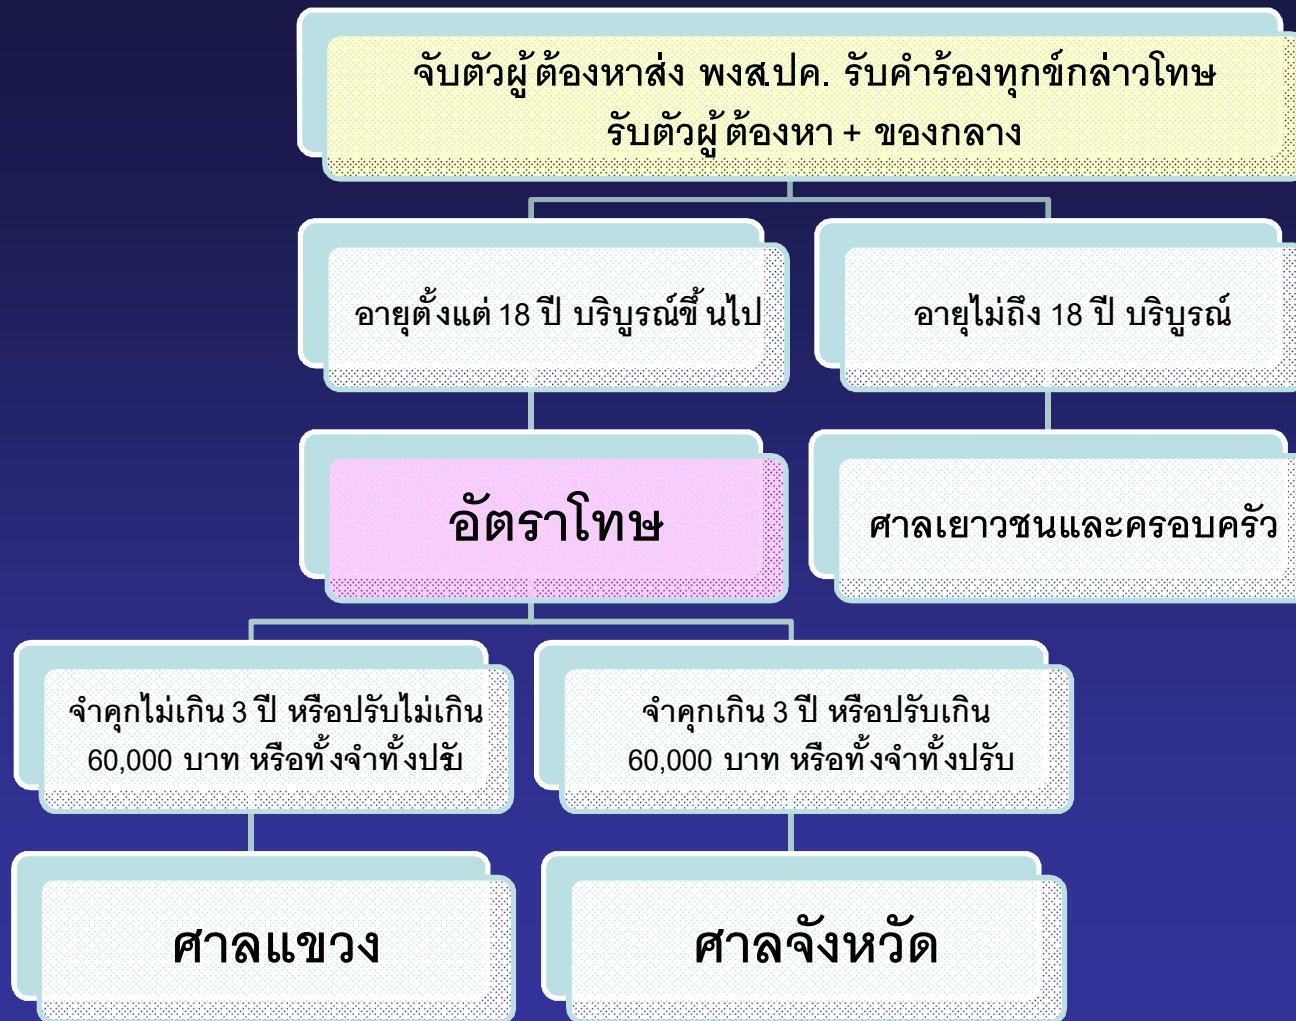 จับตัวผู้ต้องหาส่ง พงส.ปค. รับคำร้องทุกข์กล่าวโทษ
รับตัวผู้ต้องหา + ของกลาง
อายุตั้งแต่ 18 ปี บริบูรณ์ขึ้นไป
อายุไม่ถึง 18 ปี บริบูรณ์
อัตราโทษ
ศาลเยาวชนและครอบครัว
จำคุกไม่เกิน 3 ปี หรือปรับไม่เกิน
60,000 บาท หรือทั้งจำทั้งปรับ
จำคุกเกิน 3 ปี หรือปรับเกิน
60,000 บาท หรือทั้งจำทั้งปรับ
ศาลแขวง
ศาลจังหวัด